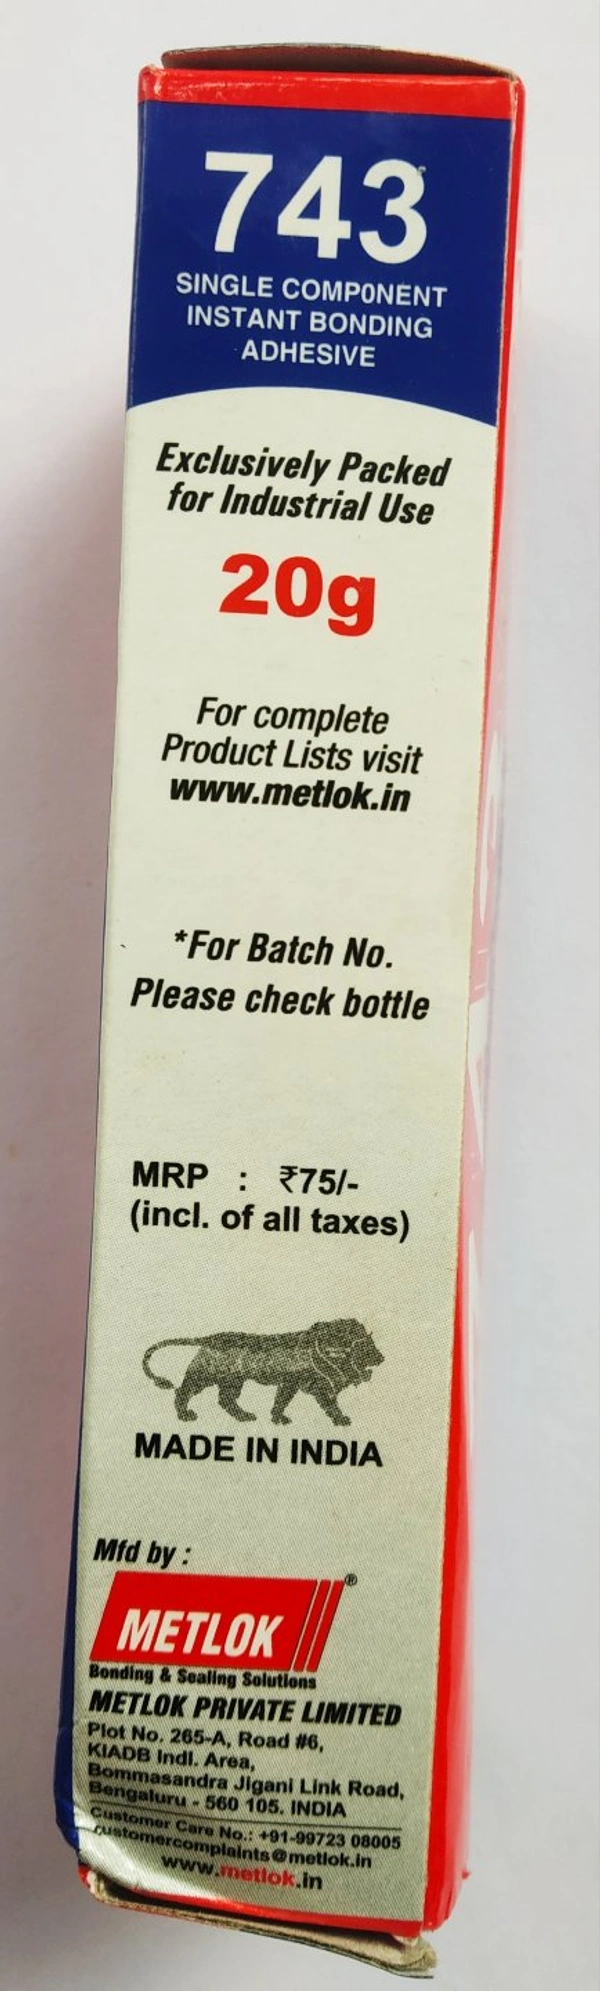 743
SINGLE COMPONENT
INSTANT BONDING
ADHESIVE
Exclusively Packed
for Industrial Use
20g
For complete
Product Lists visit
www.metlok.in
*For Batch No.
Please check bottle
MRP : ₹75/-
(incl. of all taxes)
MADE IN INDIA
Mfd by :
METLOK®
Bonding & Sealing Solutions
METLOK PRIVATE LIMITED
Plot No. 265-A, Road #6,
KIADB Indl. Area,
Bommasandra Jigani Link Road,
Bengaluru - 560 105. INDIA
Customer Care No.: +91-99723 08005
customercomplaints@metlok.in
www.metlok.in